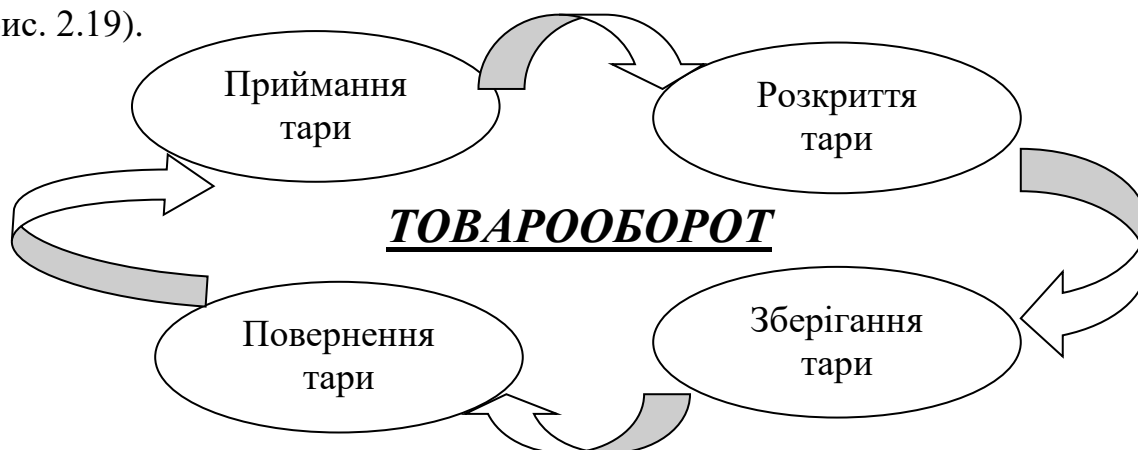 ис. 2.19).
Приймання
тари
Розкриття
тари
ТОВАРООБОРОТ
Повернення
тари
Зберігання
тари